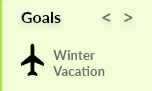 Goals < >
Winter
Vacation